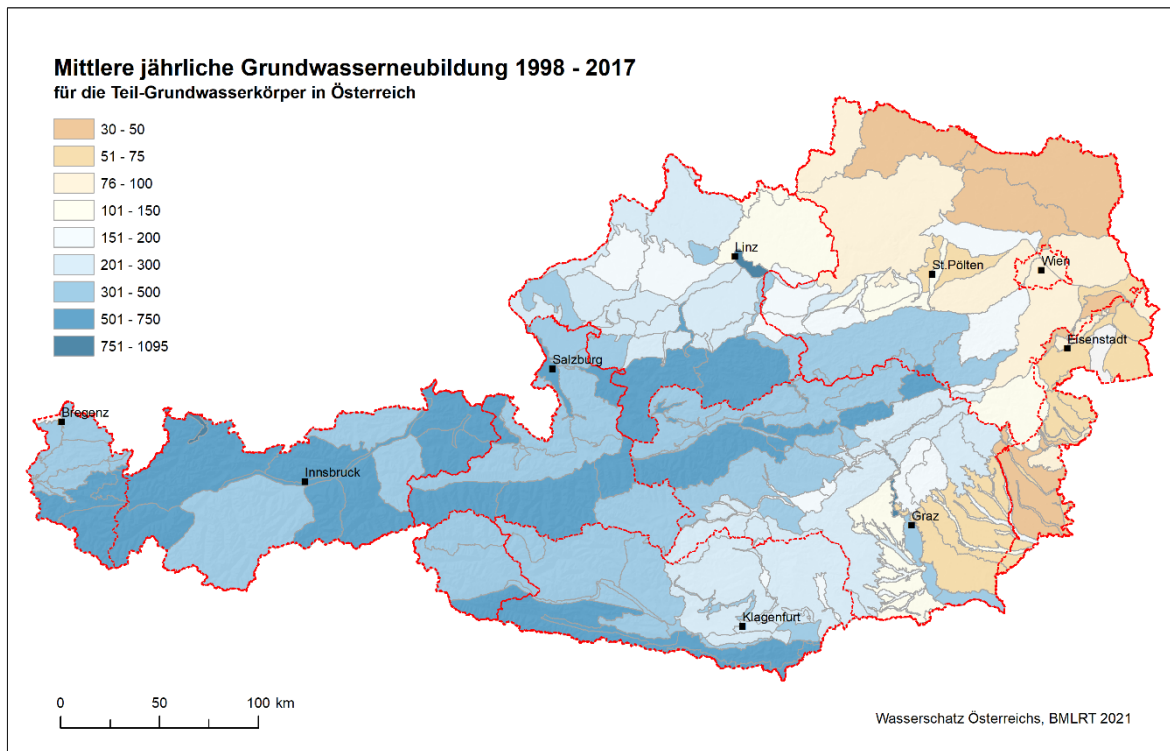 Mittlere jährliche Grundwasserneubildung 1998 - 2017
für die Teil-Grundwasserkörper in Österreich
30 - 50
51 - 75
76 - 100
101 - 150
151 - 200
201 - 300
301 - 500
501 - 750
751 - 1095
Linz
St.Pölten
Wien
Eisenstadt
Salzburg
Bregenz
Innsbruck
Graz
Klagenfurt
0 50 100 km
Wasserschatz Österreichs, BMLRT 2021